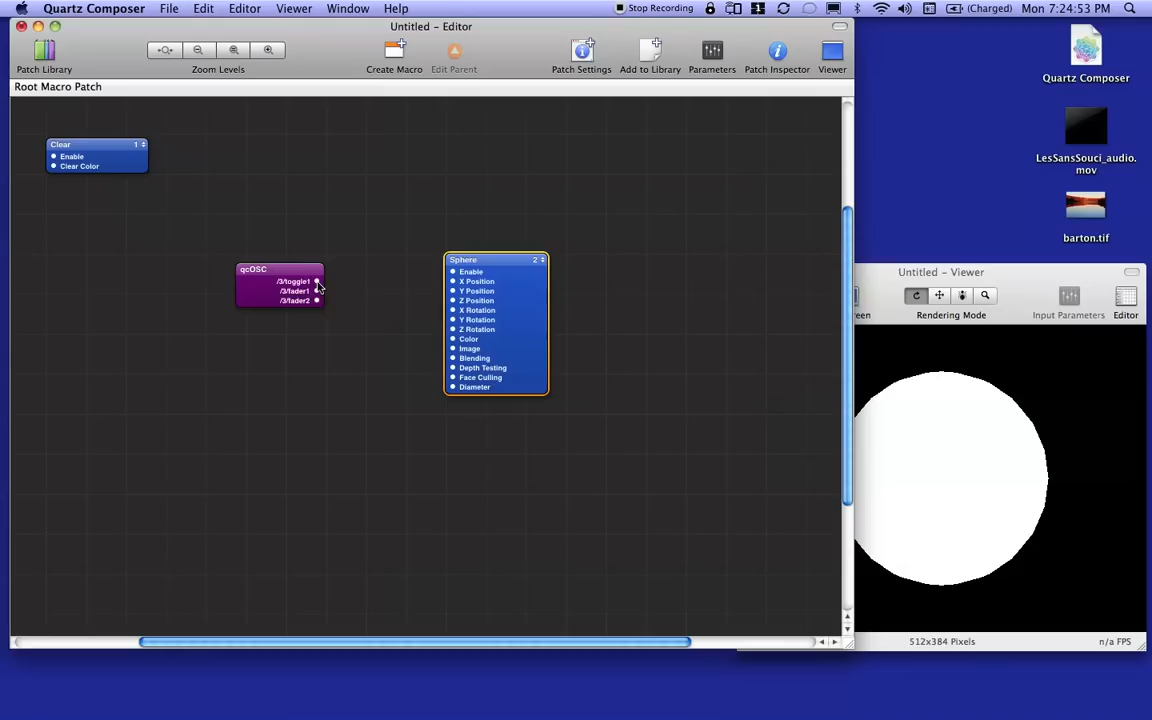 Quartz Composer File Edit Editor Viewer Window Help Stop Recording (Charged) Mon 7:24:53 PM
Untitled – Editor
Patch Library Zoom Levels Create Macro Edit Parent Patch Settings Add to Library Parameters Patch Inspector Viewer
Root Macro Patch
Clear 1
Enable
Clear Color
qcOSC
/3/toggle1
/3/fader1
/3/fader2
Sphere 2
Enable
X Position
Y Position
Z Position
X Rotation
Y Rotation
Z Rotation
Color
Image
Blending
Depth Testing
Face Culling
Diameter
Quartz Composer
LesSansSouci_audio.
mov
barton.tif
Untitled – Viewer
een Rendering Mode Input Parameters Editor
512x384 Pixels n/a FPS